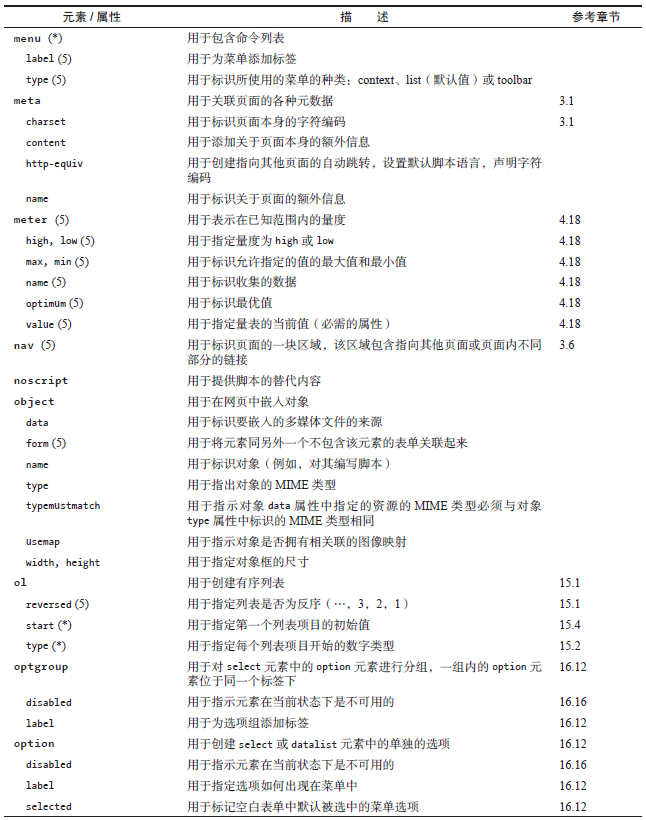 元素 / 属性 描 述 参考章节
menu (*) 用于包含命令列表
label (5) 用于为菜单添加标签
type (5) 用于标识所使用的菜单的种类：context、list（默认值）或 toolbar
meta 用于关联页面的各种元数据 3.1
charset 用于标识页面本身的字符编码 3.1
content 用于添加关于页面本身的额外信息
http-equiv 用于创建指向其他页面的自动跳转，设置默认脚本语言，声明字符
编码
name 用于标识关于页面的额外信息
meter (5) 用于表示在已知范围内的量度 4.18
high, low (5) 用于指定量度为 high 或 low 4.18
max, min (5) 用于标识允许指定的值的最大值和最小值 4.18
name (5) 用于标识收集的数据 4.18
optimum (5) 用于标识最优值 4.18
value (5) 用于指定量表的当前值（必需的属性） 4.18
nav (5) 用于标识页面的一块区域，该区域包含指向其他页面或页面内不同 3.6
部分的链接
noscript 用于提供脚本的替代内容
object 用于在网页中嵌入对象
data 用于标识要嵌入的多媒体文件的来源
form (5) 用于将元素同另外一个不包含该元素的表单关联起来
name 用于标识对象（例如，对其编写脚本）
type 用于指出对象的 MIME 类型
typemustmatch 用于指示对象 data 属性中指定的资源的 MIME 类型必须与对象
type 属性中标识的 MIME 类型相同
usemap 用于指示对象是否拥有相关联的图像映射
width, height 用于指定对象框的尺寸
ol 用于创建有序列表 15.1
reversed (5) 用于指定列表是否为反序（…，3，2，1） 15.1
start (*) 用于指定第一个列表项目的初始值 15.4
type (*) 用于指定每个列表项目开始的数字类型 15.2
optgroup 用于对 select 元素中的 option 元素进行分组，一组内的 option 元 16.12
素位于同一个标签下
disabled 用于指示元素在当前状态下是不可用的 16.16
label 用于为选项组添加标签 16.12
option 用于创建 select 或 datalist 元素中的单独的选项 16.12
disabled 用于指示元素在当前状态下是不可用的 16.16
label 用于指定选项如何出现在菜单中 16.12
selected 用于标记空白表单中默认被选中的菜单选项 16.12